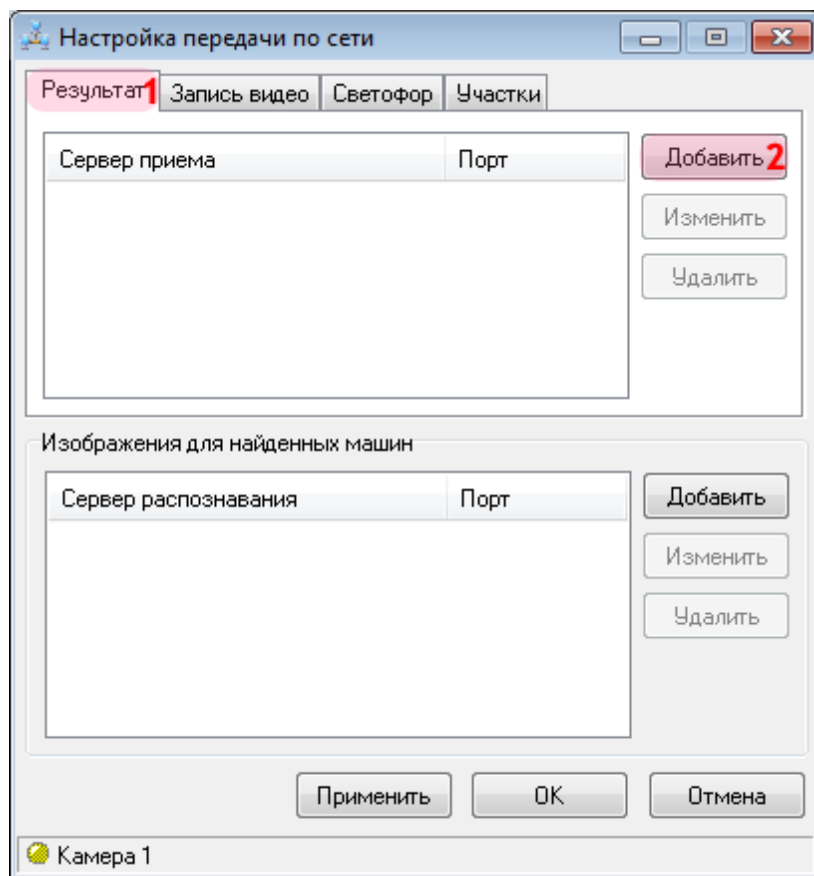 Настройка передачи по сети
Результат 1 Запись видео Светофор Участки
Сервер приема Порт
Добавить 2
Изменить
Удалить
Изображения для найденных машин
Сервер распознавания Порт
Добавить
Изменить
Удалить
Применить OK Отмена
Камера 1